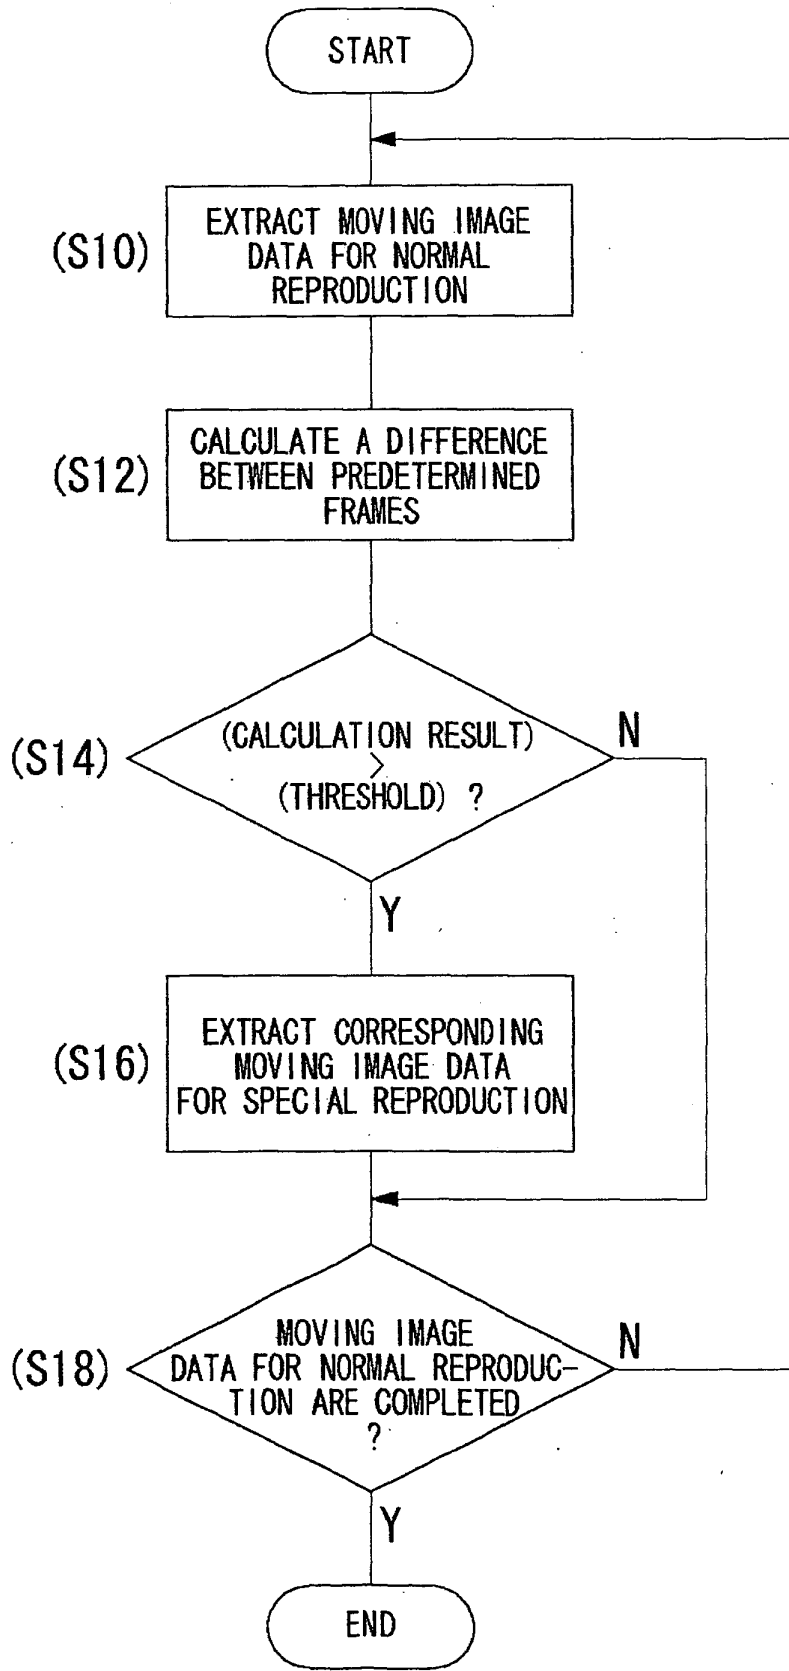 START
(S10)
EXTRACT MOVING IMAGE
DATA FOR NORMAL
REPRODUCTION
(S12)
CALCULATE A DIFFERENCE
BETWEEN PREDETERMINED
FRAMES
(S14)
(CALCULATION RESULT)
>
(THRESHOLD) ?
N
Y
(S16)
EXTRACT CORRESPONDING
MOVING IMAGE DATA
FOR SPECIAL REPRODUCTION
(S18)
MOVING IMAGE
DATA FOR NORMAL REPRODUC-
TION ARE COMPLETED
?
N
Y
END